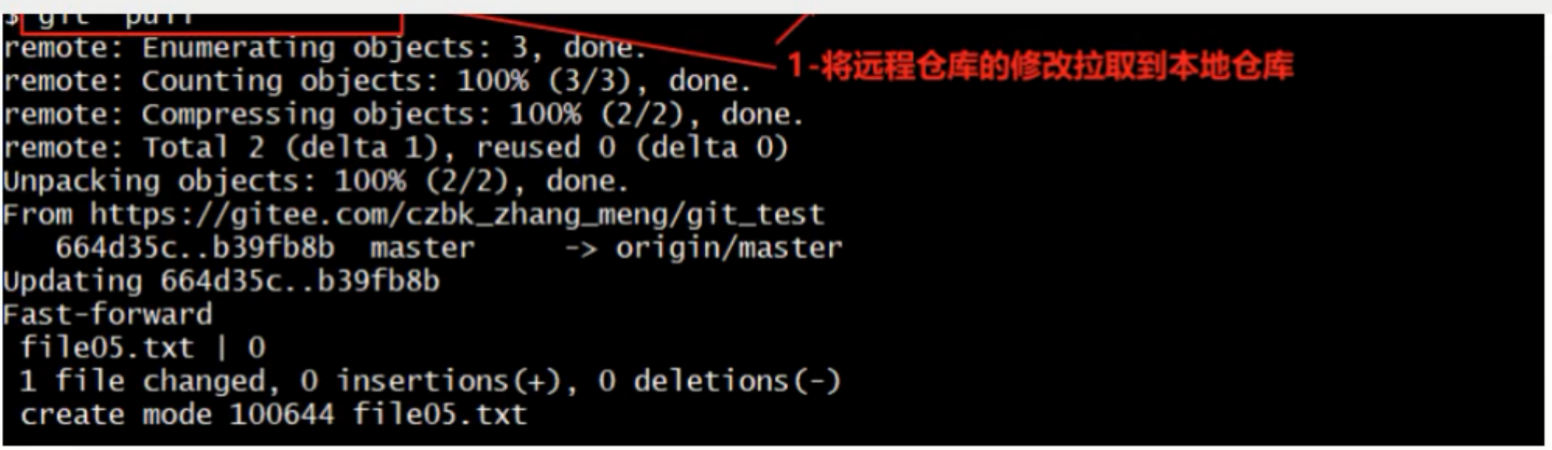 $ git pull
remote: Enumerating objects: 3, done.
1-将远程仓库的修改拉取到本地仓库
remote: Counting objects: 100% (3/3), done.
remote: Compressing objects: 100% (2/2), done.
remote: Total 2 (delta 1), reused 0 (delta 0)
Unpacking objects: 100% (2/2), done.
From https://gitee.com/czbk_zhang_meng/git_test
   664d35c..b39fb8b  master     -> origin/master
Updating 664d35c..b39fb8b
Fast-forward
 file05.txt | 0
 1 file changed, 0 insertions(+), 0 deletions(-)
 create mode 100644 file05.txt